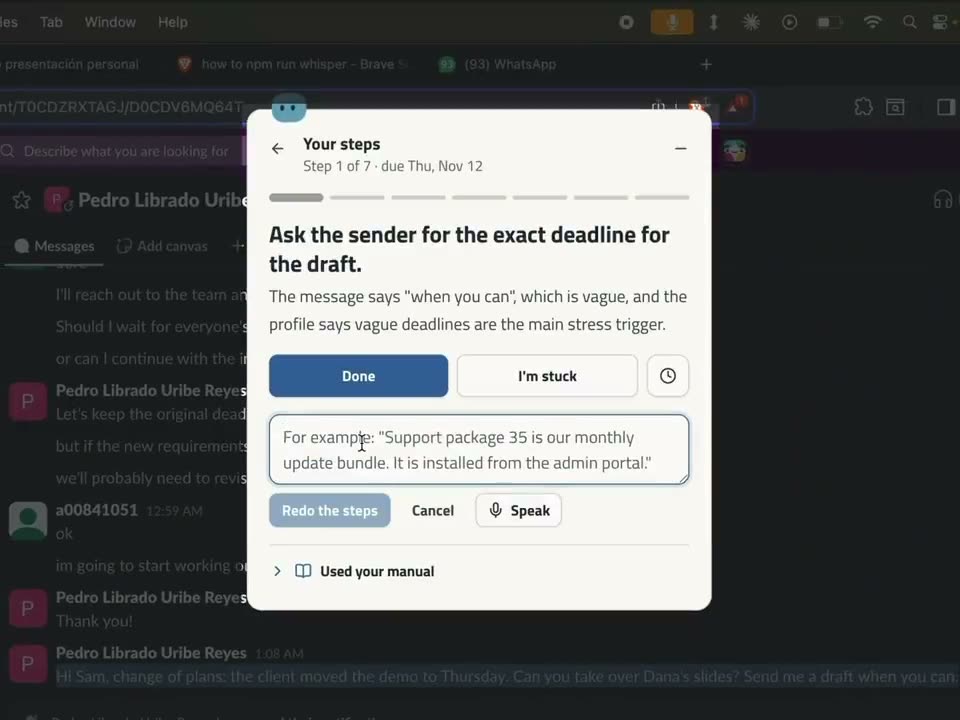 Tab Window Help
presentación personal how to npm run whisper - Brave (93) WhatsApp
nt/T0CDZRXTAGJ/D0CDV6MQ64T
Describe what you are looking for
Pedro Librado Uribe
Messages Add canvas
I'll reach out to the team
Should I wait for everyone's
or can I continue with the
Pedro Librado Uribe Reyes
Let's keep the original
but if the new requirements
we'll probably need to
a00841051 12:59 AM
ok
im going to start working
Pedro Librado Uribe Reyes
Thank you!
Pedro Librado Uribe Reyes 1:08 AM
Hi Sam, change of plans: the client moved the demo to Thursday. Can you take over Dana's slides? Send me a draft when you can,
Your steps
Step 1 of 7 · due Thu, Nov 12
Ask the sender for the exact deadline for
the draft.
The message says "when you can", which is vague, and the
profile says vague deadlines are the main stress trigger.
Done I'm stuck
For example: "Support package 35 is our monthly
update bundle. It is installed from the admin portal."
Redo the steps Cancel Speak
Used your manual